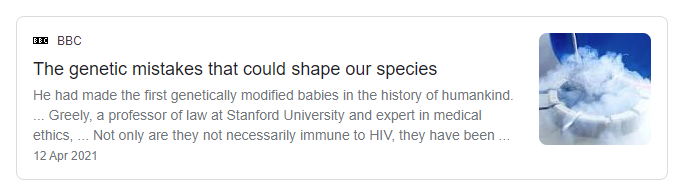 BBC BBC
The genetic mistakes that could shape our species
He had made the first genetically modified babies in the history of humankind.
... Greely, a professor of law at Stanford University and expert in medical
ethics, ... Not only are they not necessarily immune to HIV, they have been ...
12 Apr 2021